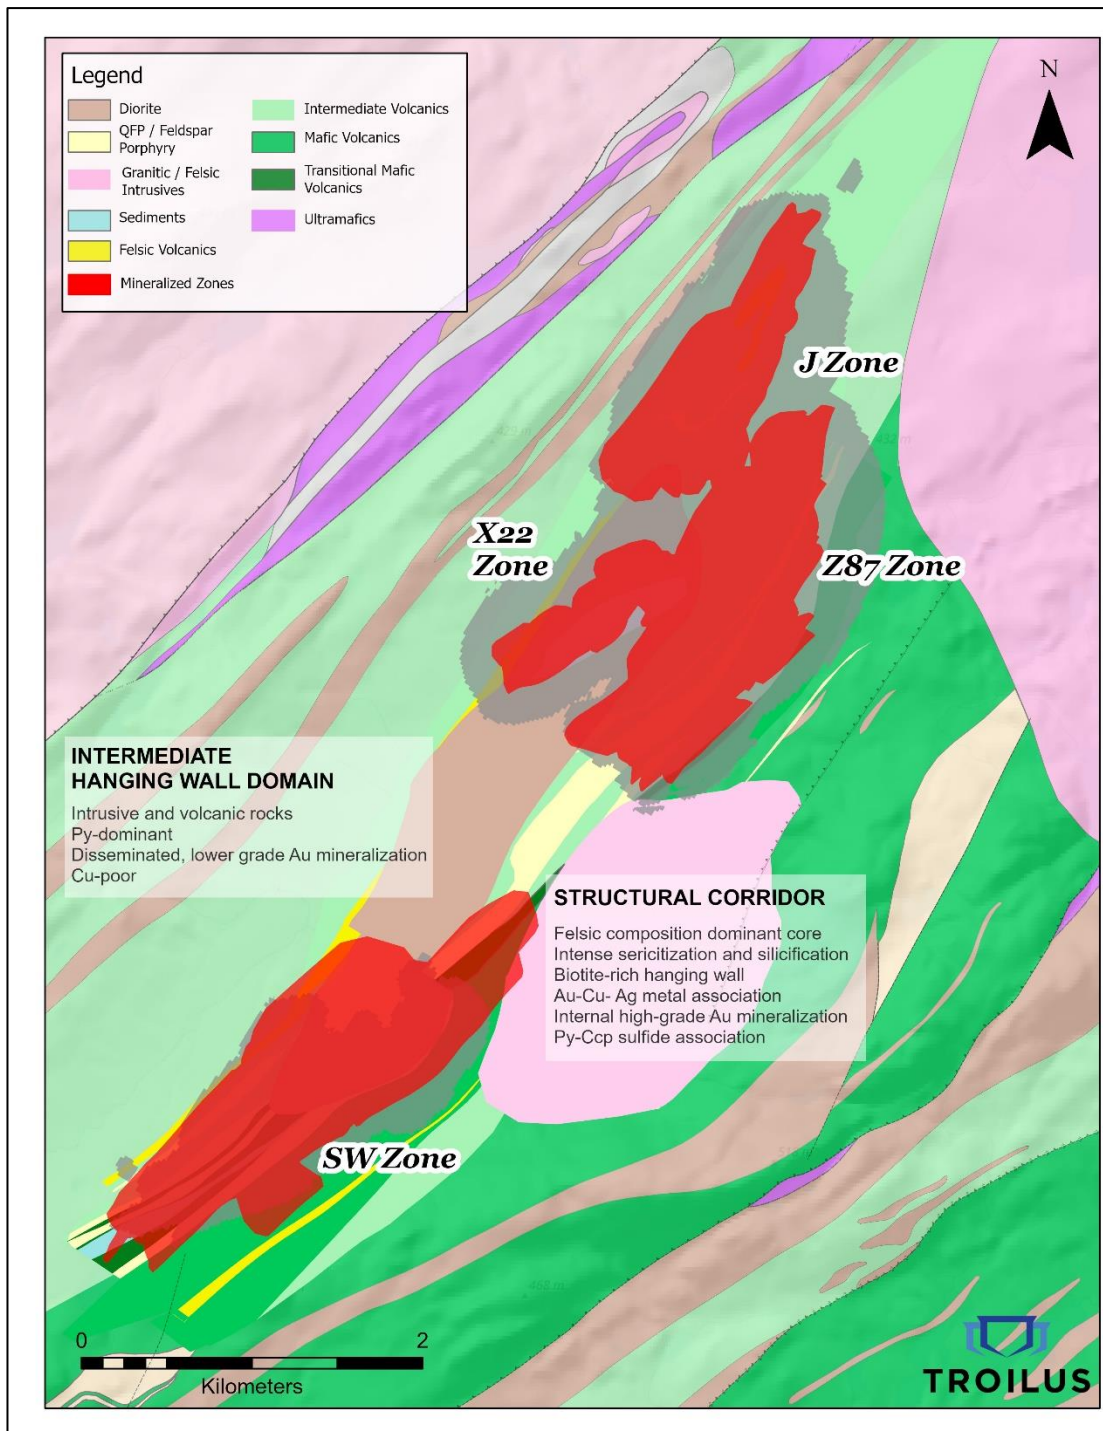 Legend
Diorite
QFP / Feldspar
Porphyry
Granitic / Felsic
Intrusives
Sediments
Felsic Volcanics
Mineralized Zones
Intermediate Volcanics
Mafic Volcanics
Transitional Mafic
Volcanics
Ultramafics
N
J Zone
429 m
432 m
X22
Zone
Z87 Zone
INTERMEDIATE
HANGING WALL DOMAIN
Intrusive and volcanic rocks
Py-dominant
Disseminated, lower grade Au mineralization
Cu-poor
STRUCTURAL CORRIDOR
Felsic composition dominant core
Intense sericitization and silicification
Biotite-rich hanging wall
Au-Cu- Ag metal association
Internal high-grade Au mineralization
Py-Ccp sulfide association
SW Zone
468 m
0 2
Kilometers
TROILUS